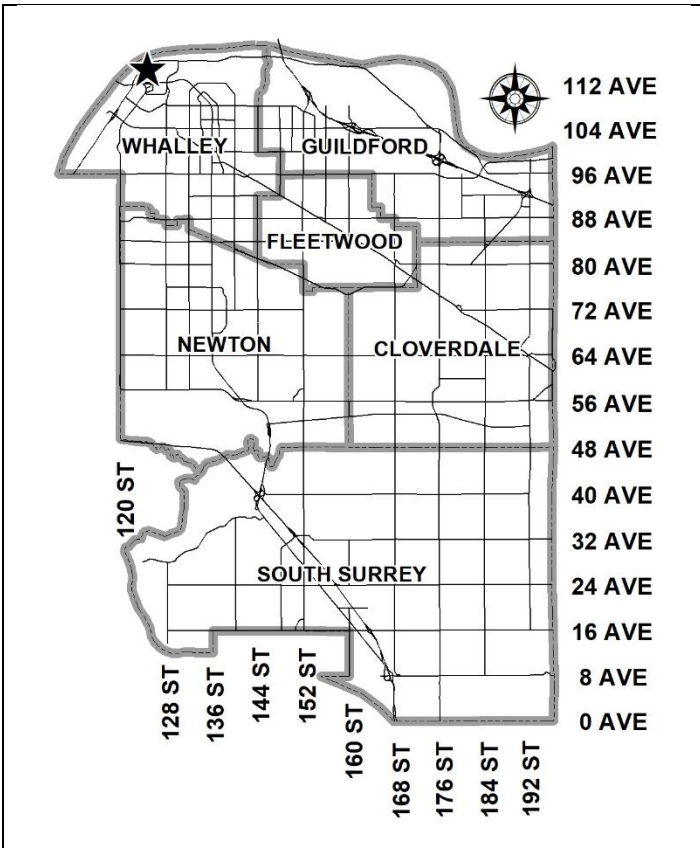 112 AVE
104 AVE
WHALLEY
GUILDFORD
96 AVE
88 AVE
FLEETWOOD
80 AVE
72 AVE
NEWTON
CLOVERDALE
64 AVE
56 AVE
48 AVE
120 ST
40 AVE
32 AVE
SOUTH SURREY
24 AVE
16 AVE
8 AVE
128 ST
136 ST
144 ST
152 ST
160 ST
0 AVE
168 ST
176 ST
184 ST
192 ST